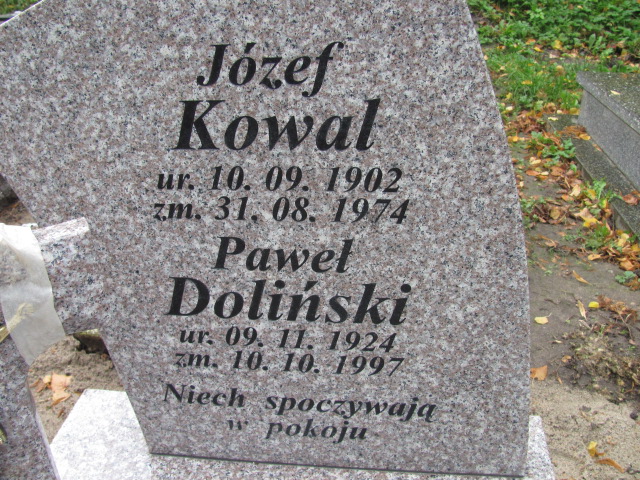 Józef
Kowal
ur. 10. 09. 1902
zm. 31. 08. 1974
Paweł
Doliński
ur. 09. 11. 1924
zm. 10. 10. 1997
Niech spoczywają
w pokoju